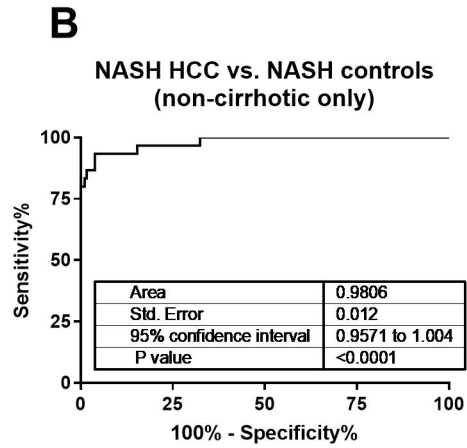 B
NASH HCC vs. NASH controls
(non-cirrhotic only)
100
75
50
25
0
Sensitivity%
Area 0.9806
Std. Error 0.012
95% confidence interval 0.9571 to 1.004
P value <0.0001
0 25 50 75 100
100% - Specificity%